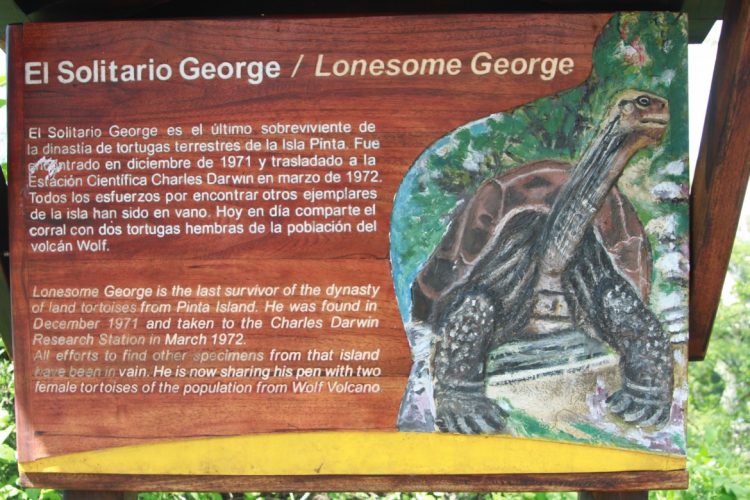 El Solitario George / Lonesome George
El Solitario George es el último sobreviviente de
la dinastía de tortugas terrestres de la Isla Pinta. Fue
encontrado en diciembre de 1971 y trasladado a la
Estación Científica Charles Darwin en marzo de 1972.
Todos los esfuerzos por encontrar otros ejemplares
de la isla han sido en vano. Hoy en día comparte el
corral con dos tortugas hembras de la población del
volcán Wolf.
Lonesome George is the last survivor of the dynasty
of land tortoises from Pinta Island. He was found in
December 1971 and taken to the Charles Darwin
Research Station in March 1972.
All efforts to find other specimens from that island
have been in vain. He is now sharing his pen with two
female tortoises of the population from Wolf Volcano.